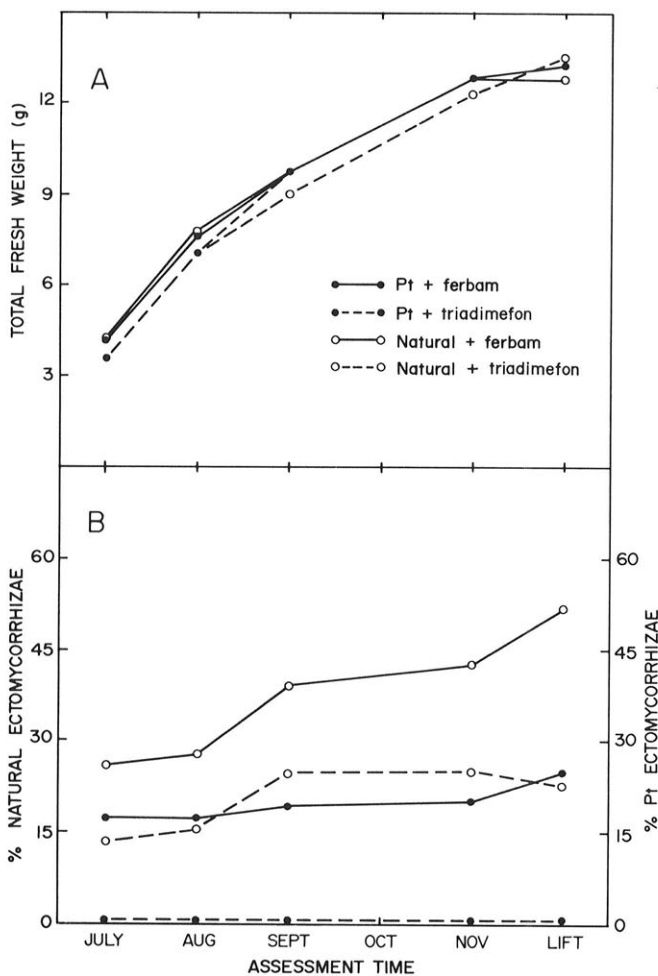 A
TOTAL FRESH WEIGHT (g)
12
9
6
3
Pt + ferbam
Pt + triadimefon
Natural + ferbam
Natural + triadimefon
B
% NATURAL ECTOMYCORRHIZAE
60
45
30
15
0
60
45
30
15
0
% Pt ECTOMYCORRHIZAE
JULY AUG SEPT OCT NOV LIFT
ASSESSMENT TIME